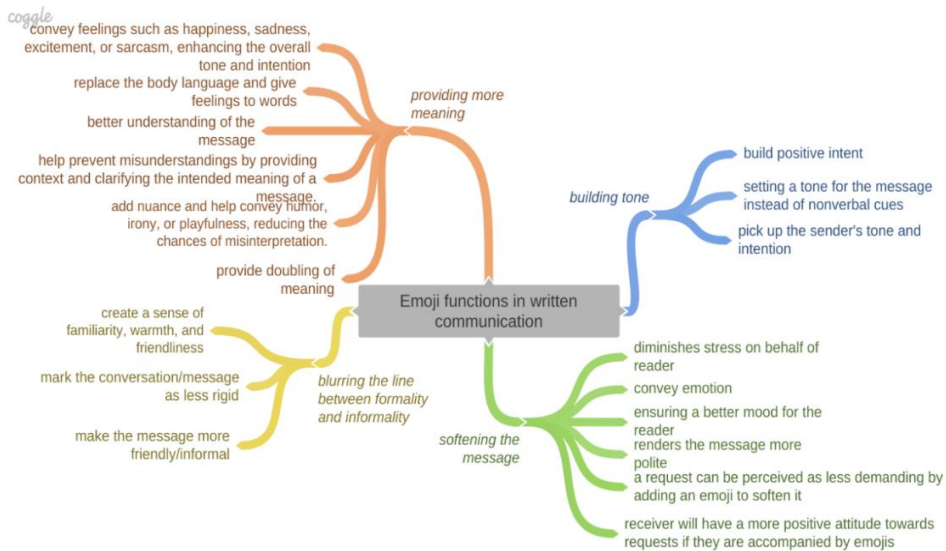 coggle
convey feelings such as happiness, sadness,
excitement, or sarcasm, enhancing the overall
tone and intention
replace the body language and give
feelings to words
better understanding of the
message
help prevent misunderstandings by providing
context and clarifying the intended meaning of a
message.
add nuance and help convey humor,
irony, or playfulness, reducing the
chances of misinterpretation.
provide doubling of
meaning
providing more
meaning
building tone
build positive intent
setting a tone for the message
instead of nonverbal cues
pick up the sender's tone and
intention
Emoji functions in written
communication
create a sense of
familiarity, warmth, and
friendliness
mark the conversation/message
as less rigid
make the message more
friendly/informal
blurring the line
between formality
and informality
softening the
message
diminishes stress on behalf of
reader
convey emotion
ensuring a better mood for the
reader
renders the message more
polite
a request can be perceived as less demanding by
adding an emoji to soften it
receiver will have a more positive attitude towards
requests if they are accompanied by emojis